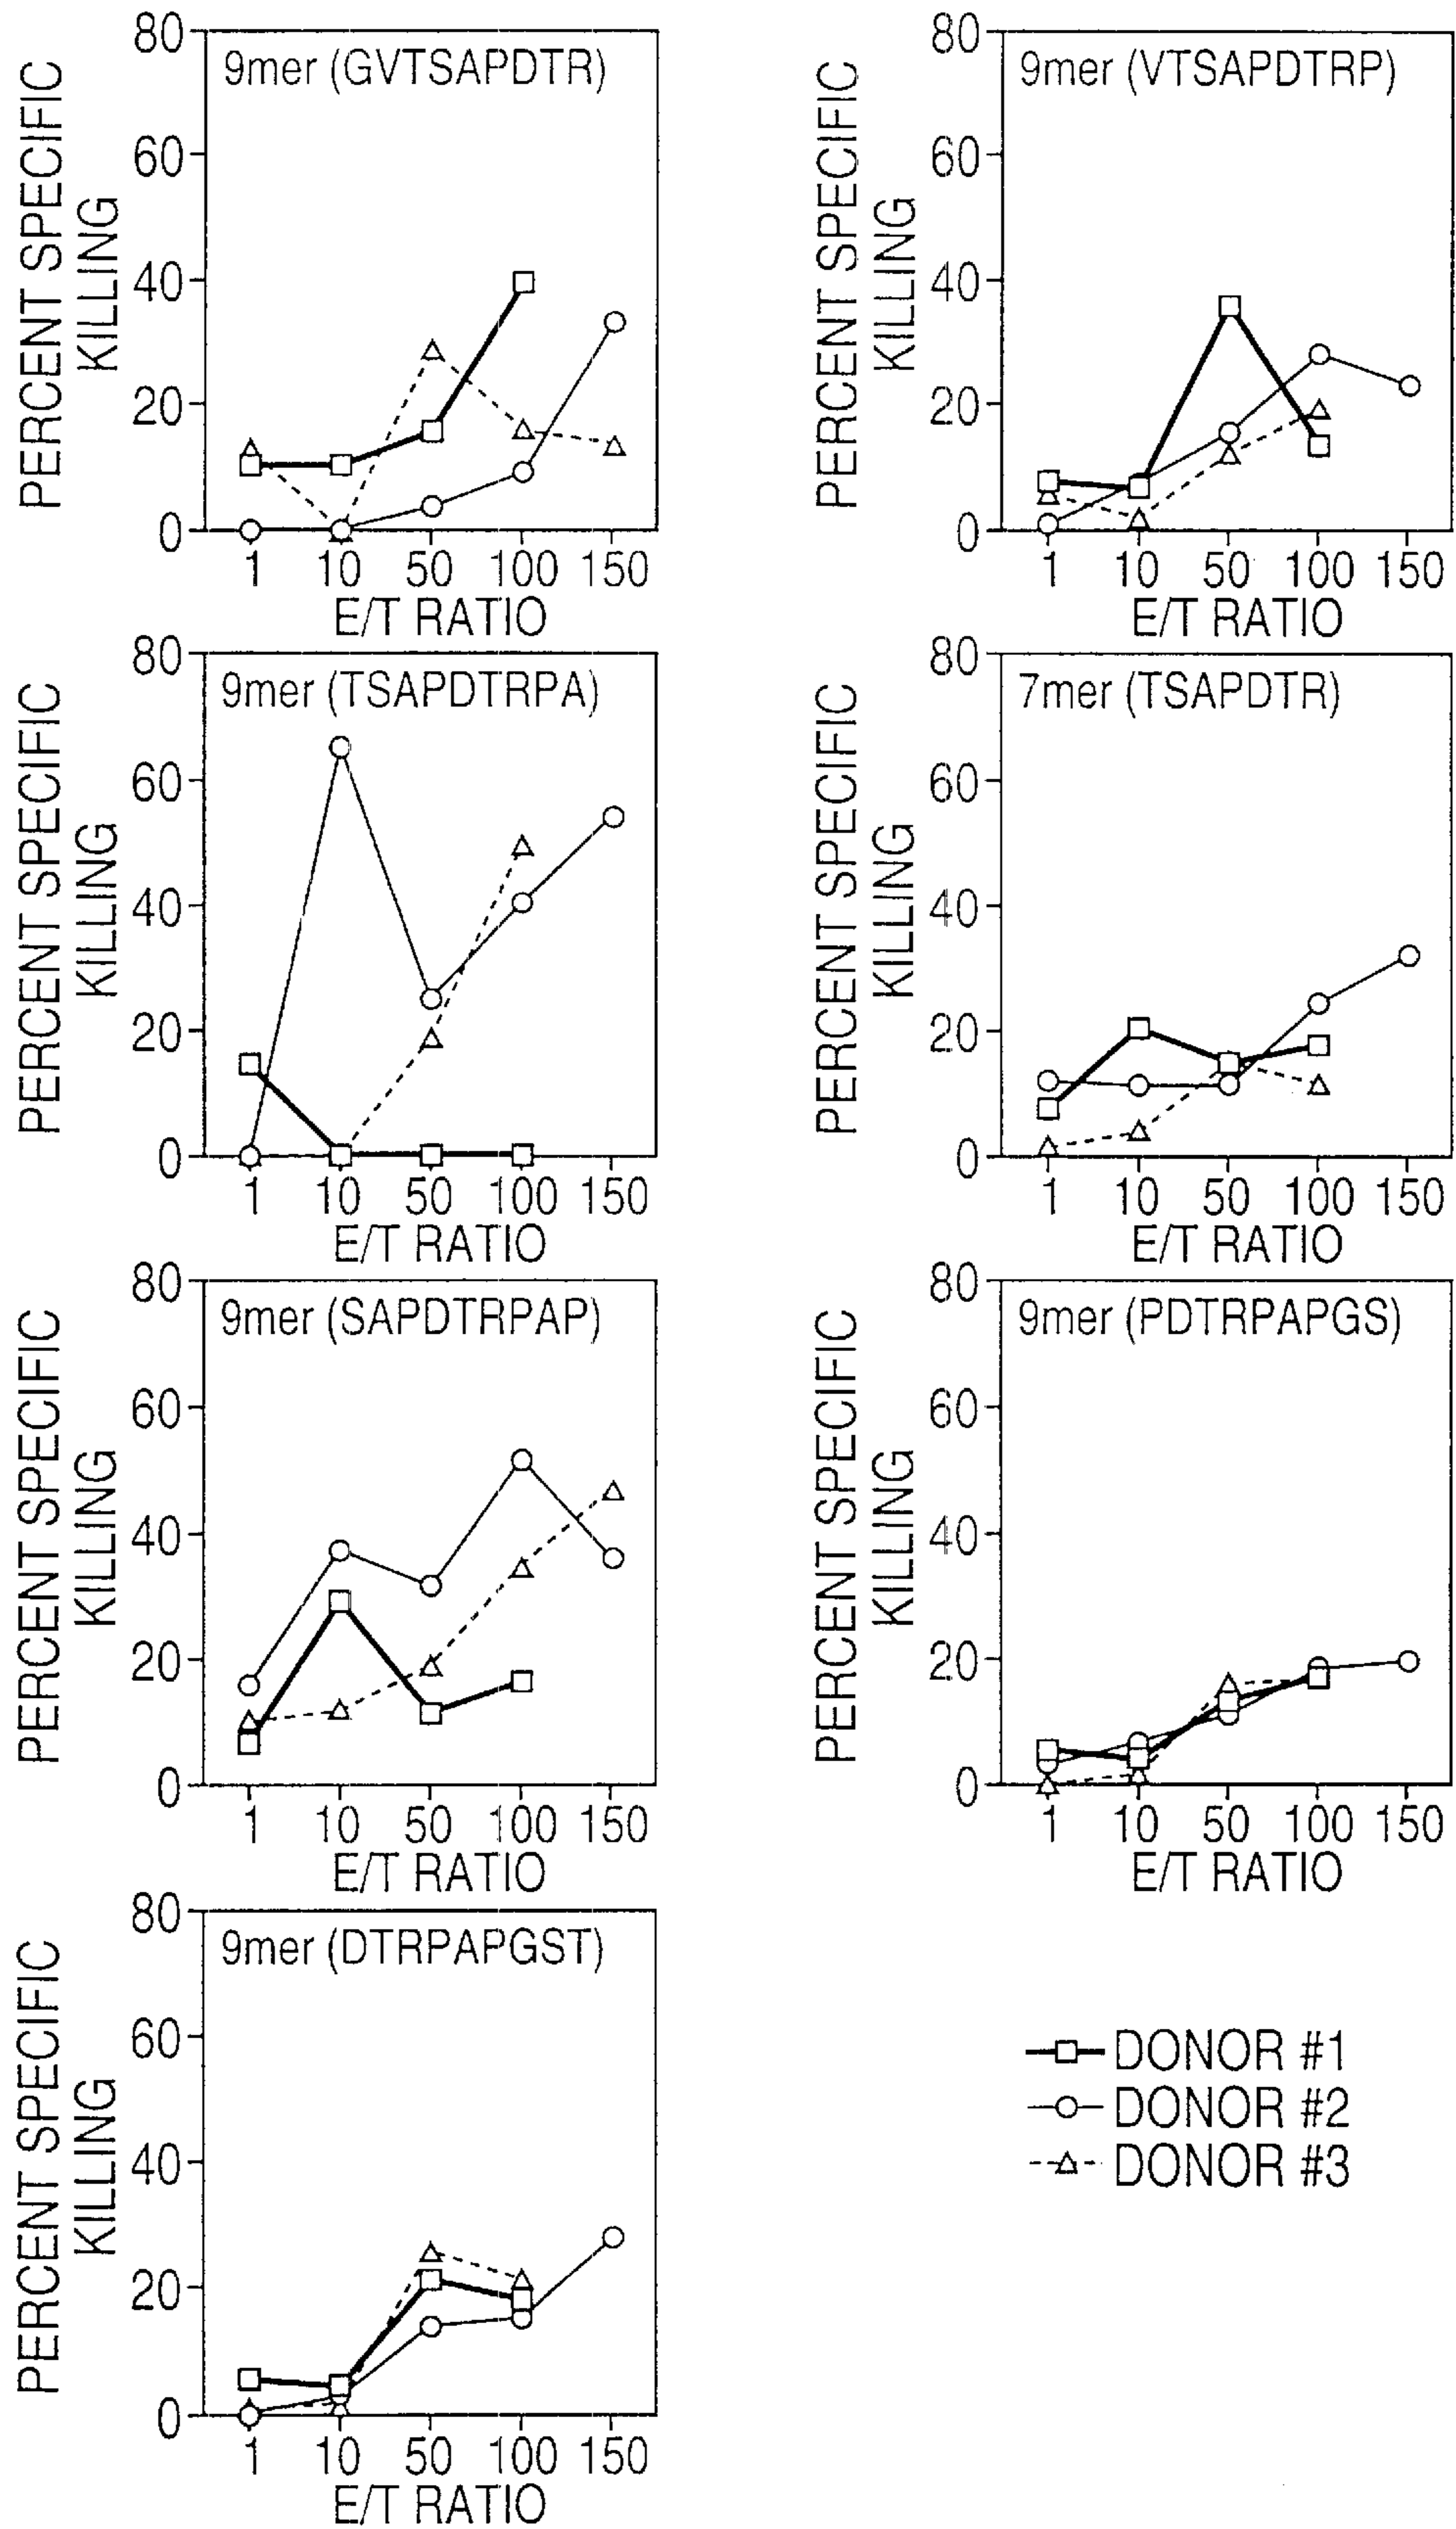 PERCENT SPECIFIC
KILLING
80
60
40
20
0
9mer (GVTSAPDTR)
1 10 50 100 150
E/T RATIO
PERCENT SPECIFIC
KILLING
80
60
40
20
0
9mer (VTSAPDTRP)
1 10 50 100 150
E/T RATIO
PERCENT SPECIFIC
KILLING
80
60
40
20
0
9mer (TSAPDTRPA)
1 10 50 100 150
E/T RATIO
PERCENT SPECIFIC
KILLING
80
60
40
20
0
7mer (TSAPDTR)
1 10 50 100 150
E/T RATIO
PERCENT SPECIFIC
KILLING
80
60
40
20
0
9mer (SAPDTRPAP)
1 10 50 100 150
E/T RATIO
PERCENT SPECIFIC
KILLING
80
60
40
20
0
9mer (PDTRPAPGS)
1 10 50 100 150
E/T RATIO
PERCENT SPECIFIC
KILLING
80
60
40
20
0
9mer (DTRPAPGST)
1 10 50 100 150
E/T RATIO
DONOR #1
DONOR #2
DONOR #3